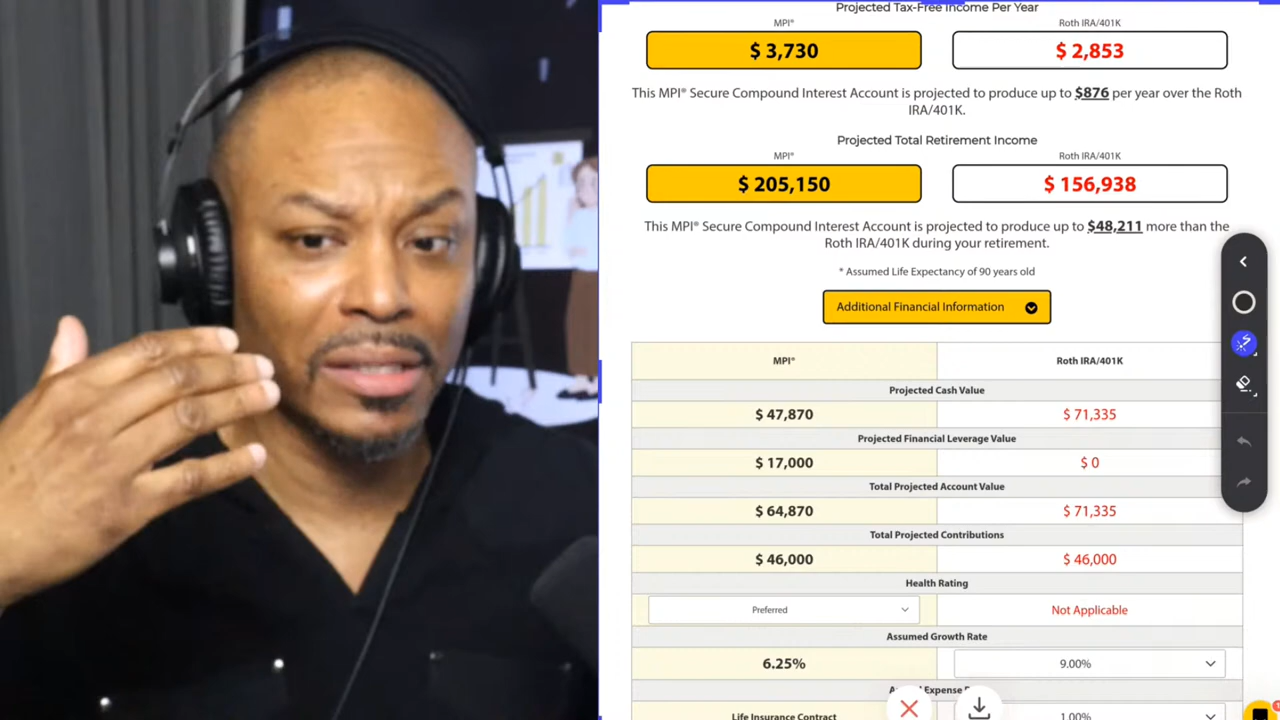 Projected Tax-Free Income Per Year
MPI® Roth IRA/401K
$ 3,730 $ 2,853
This MPI® Secure Compound Interest Account is projected to produce up to $876 per year over the Roth
IRA/401K.
Projected Total Retirement Income
MPI® Roth IRA/401K
$ 205,150 $ 156,938
This MPI® Secure Compound Interest Account is projected to produce up to $48,211 more than the
Roth IRA/401K during your retirement.
* Assumed Life Expectancy of 90 years old
Additional Financial Information
MPI® Roth IRA/401K
Projected Cash Value
$ 47,870 $ 71,335
Projected Financial Leverage Value
$ 17,000 $ 0
Total Projected Account Value
$ 64,870 $ 71,335
Total Projected Contributions
$ 46,000 $ 46,000
Health Rating
Preferred Not Applicable
Assumed Growth Rate
6.25% 9.00%
Expense
Life Insurance Contract 1.00%